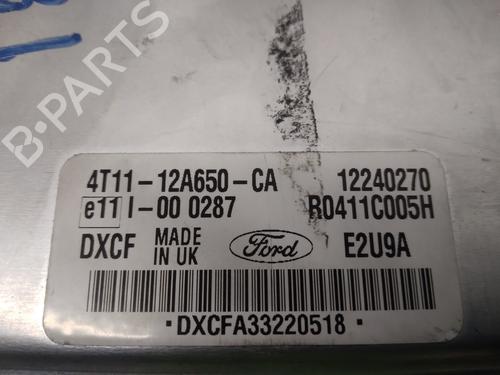 B-PARTS
4T11-12A650-CA 12240270
e11 I-00 0287 R0411C005H
DXCF MADE IN UK Ford E2U9A
·DXCFA33220518·